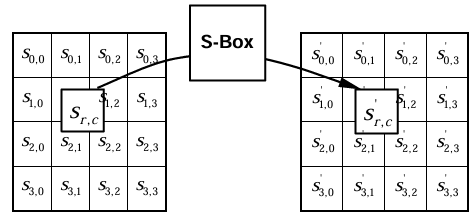 S-Box
s0,0 s0,1 s0,2 s0,3
s1,0 s1,2 s1,3
sr,c
s2,0 s2,1 s2,2 s2,3
s3,0 s3,1 s3,2 s3,3
s'0,0 s'0,1 s'0,2 s'0,3
s'1,0 s'1,2 s'1,3
s'r,c
s'2,0 s'2,1 s'2,2 s'2,3
s'3,0 s'3,1 s'3,2 s'3,3